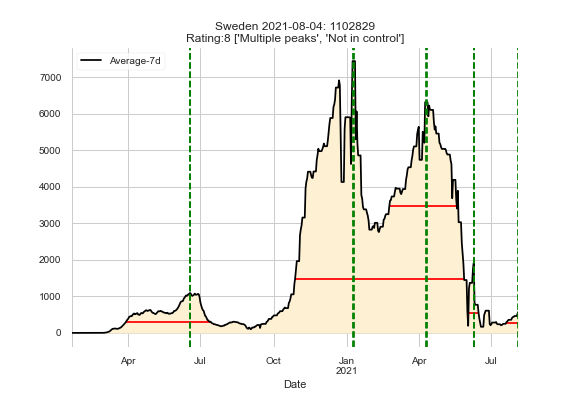 Sweden 2021-08-04: 1102829
Rating:8 ['Multiple peaks', 'Not in control']
Average-7d
7000
6000
5000
4000
3000
2000
1000
0
Apr Jul Oct Jan Apr Jul
2021
Date